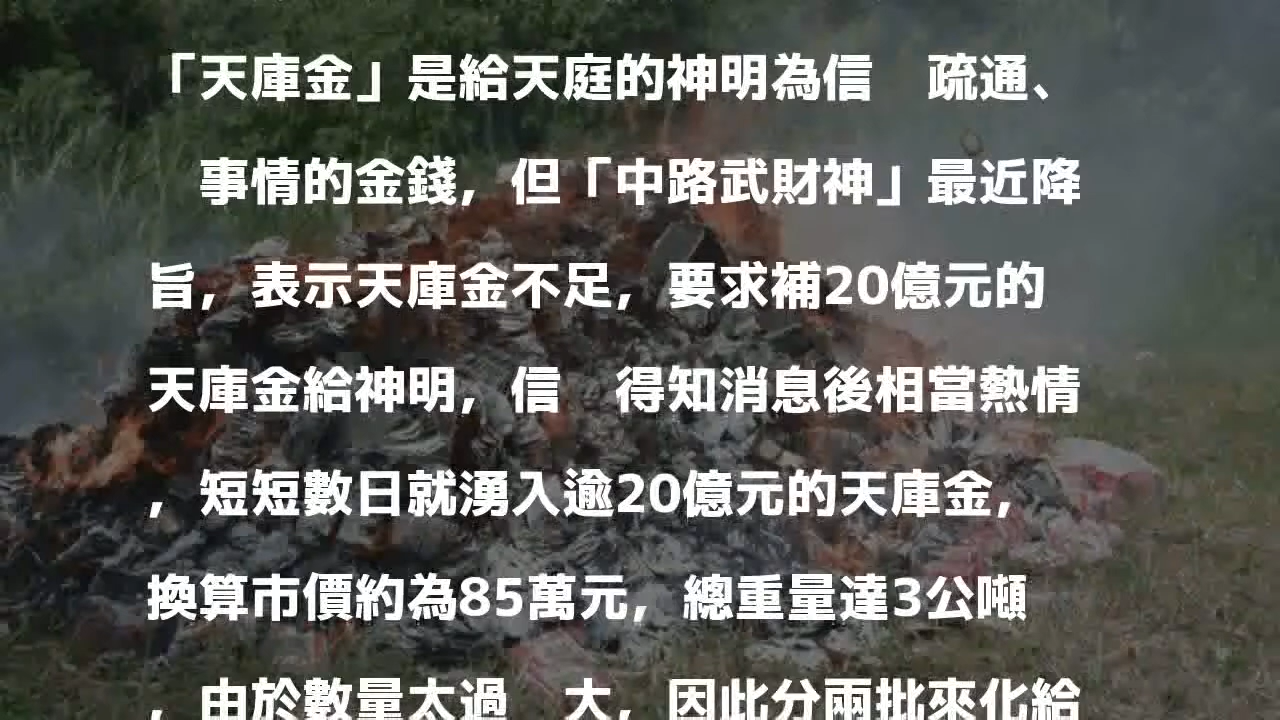 「天庫金」是給天庭的神明為信　疏通、
　事情的金錢，但「中路武財神」最近降
旨，表示天庫金不足，要求補20億元的
天庫金給神明，信　得知消息後相當熱情
，短短數日就湧入逾20億元的天庫金，
換算市價約為85萬元，總重量達3公噸
，由於數量太過　大，因此分兩批來化給